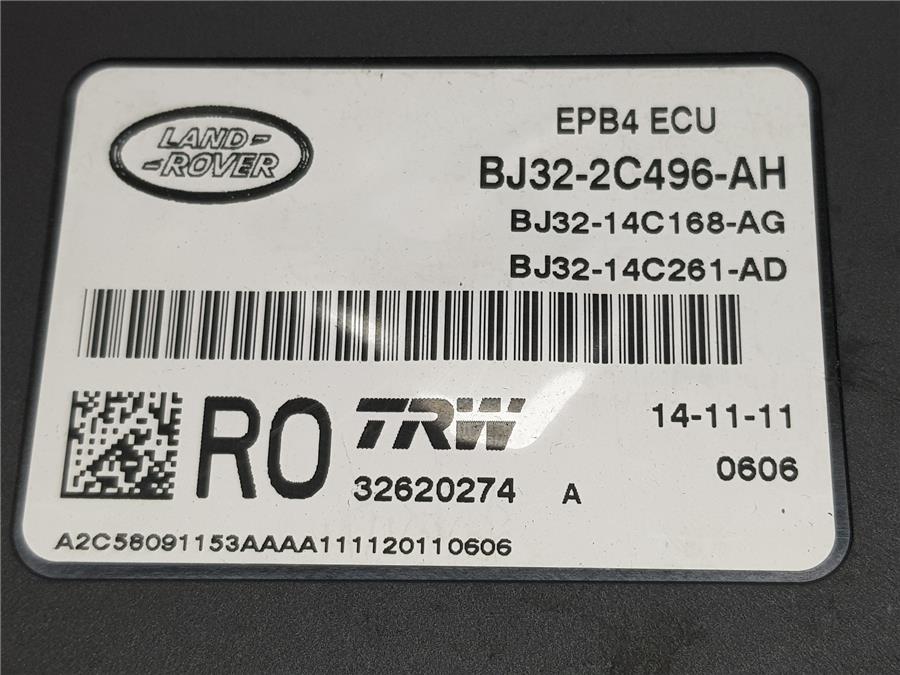 LAND
ROVER
EPB4 ECU
BJ32-2C496-AH
BJ32-14C168-AG
BJ32-14C261-AD
RO
TRW
32620274 A
14-11-11
0606
A2C58091153AAAA111120110606